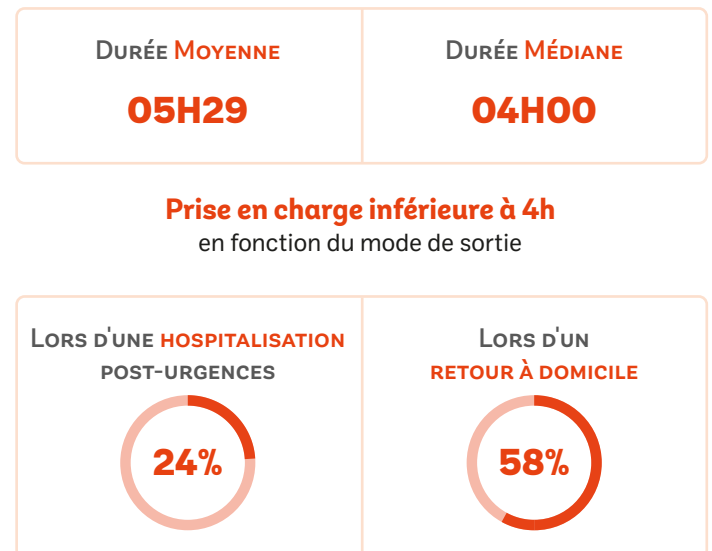 Durée Moyenne
05H29
Durée Médiane
04H00
Prise en charge inférieure à 4h
en fonction du mode de sortie
Lors d'une hospitalisation
post-urgences
24%
Lors d'un
retour à domicile
58%